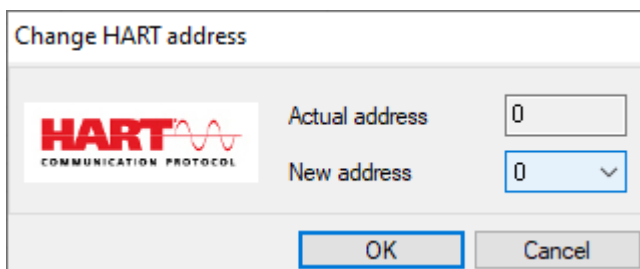 Change HART address
HART
COMMUNICATION PROTOCOL
Actual address 0
New address 0
OK Cancel